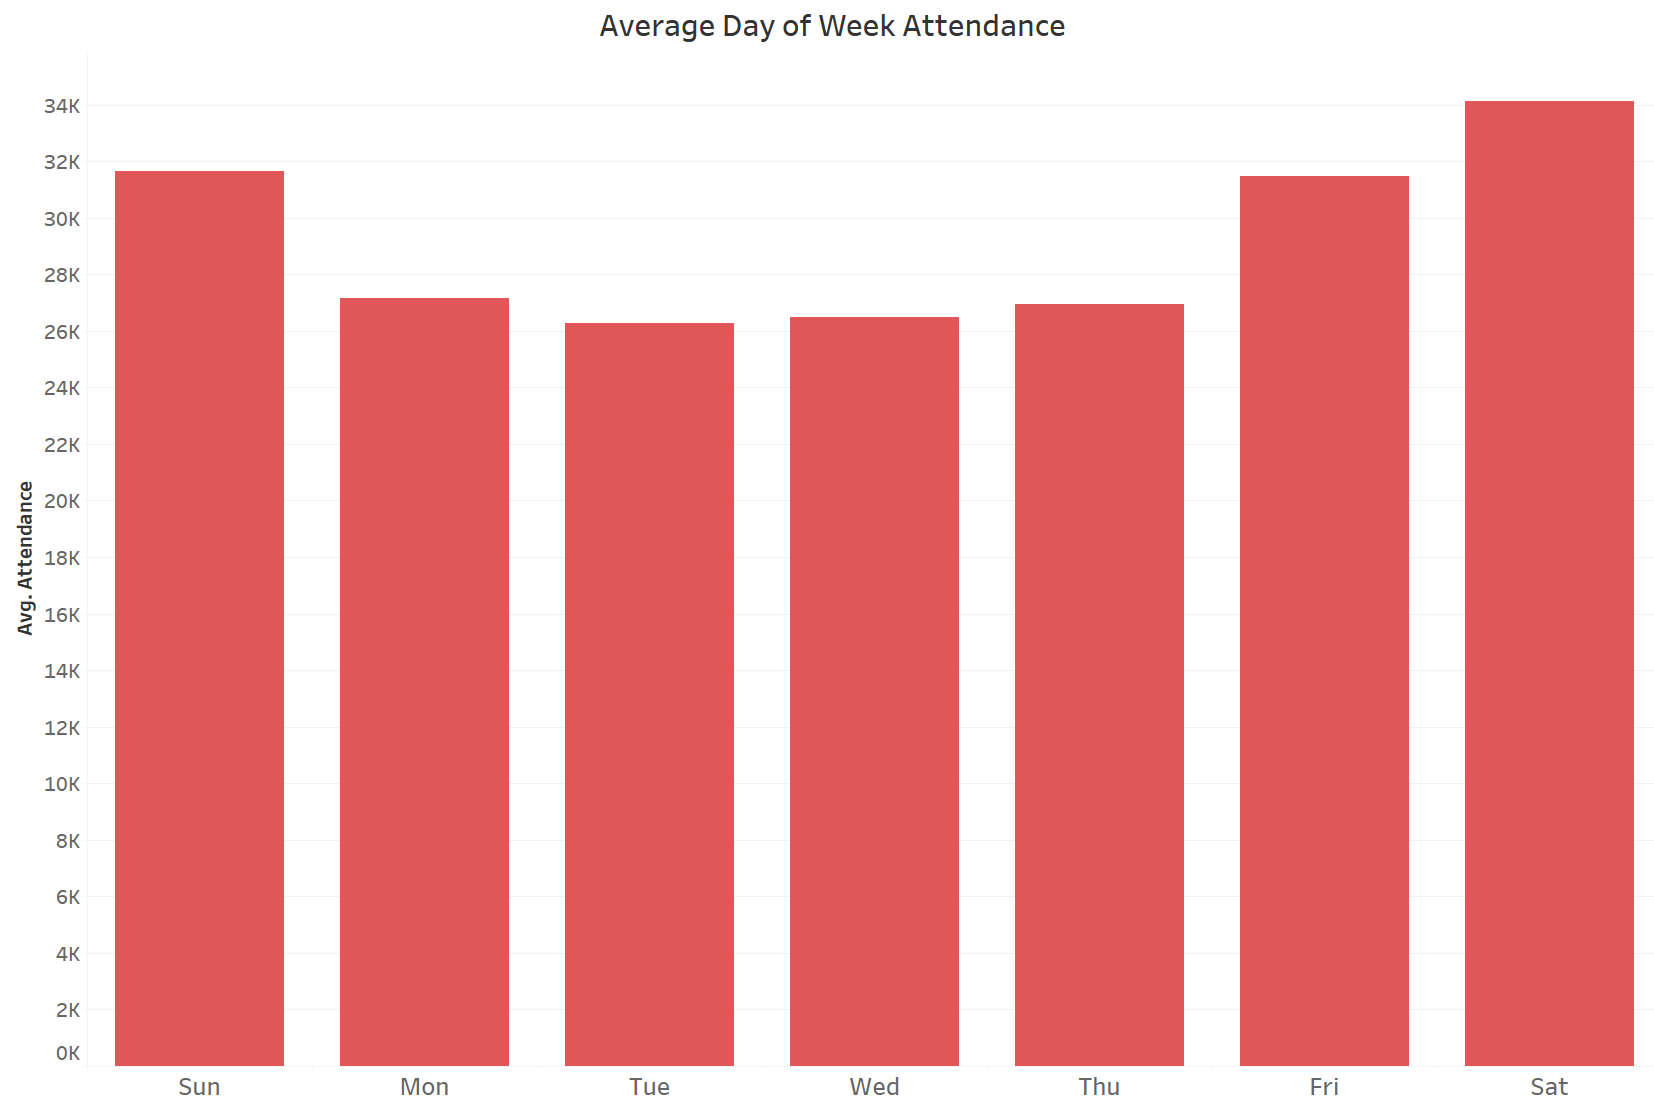 Average Day of Week Attendance
Avg. Attendance
34K
32K
30K
28K
26K
24K
22K
20K
18K
16K
14K
12K
10K
8K
6K
4K
2K
0K
Sun Mon Tue Wed Thu Fri Sat